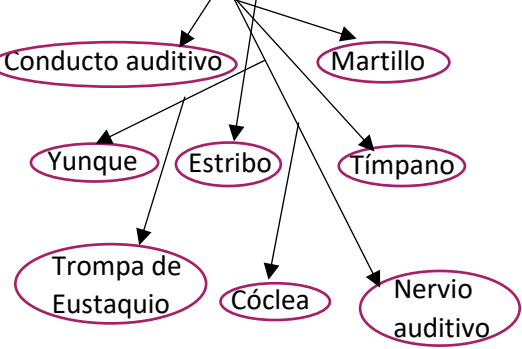 Conducto auditivo
Martillo
Yunque
Estribo
Tímpano
Trompa de
Eustaquio
Cóclea
Nervio
auditivo